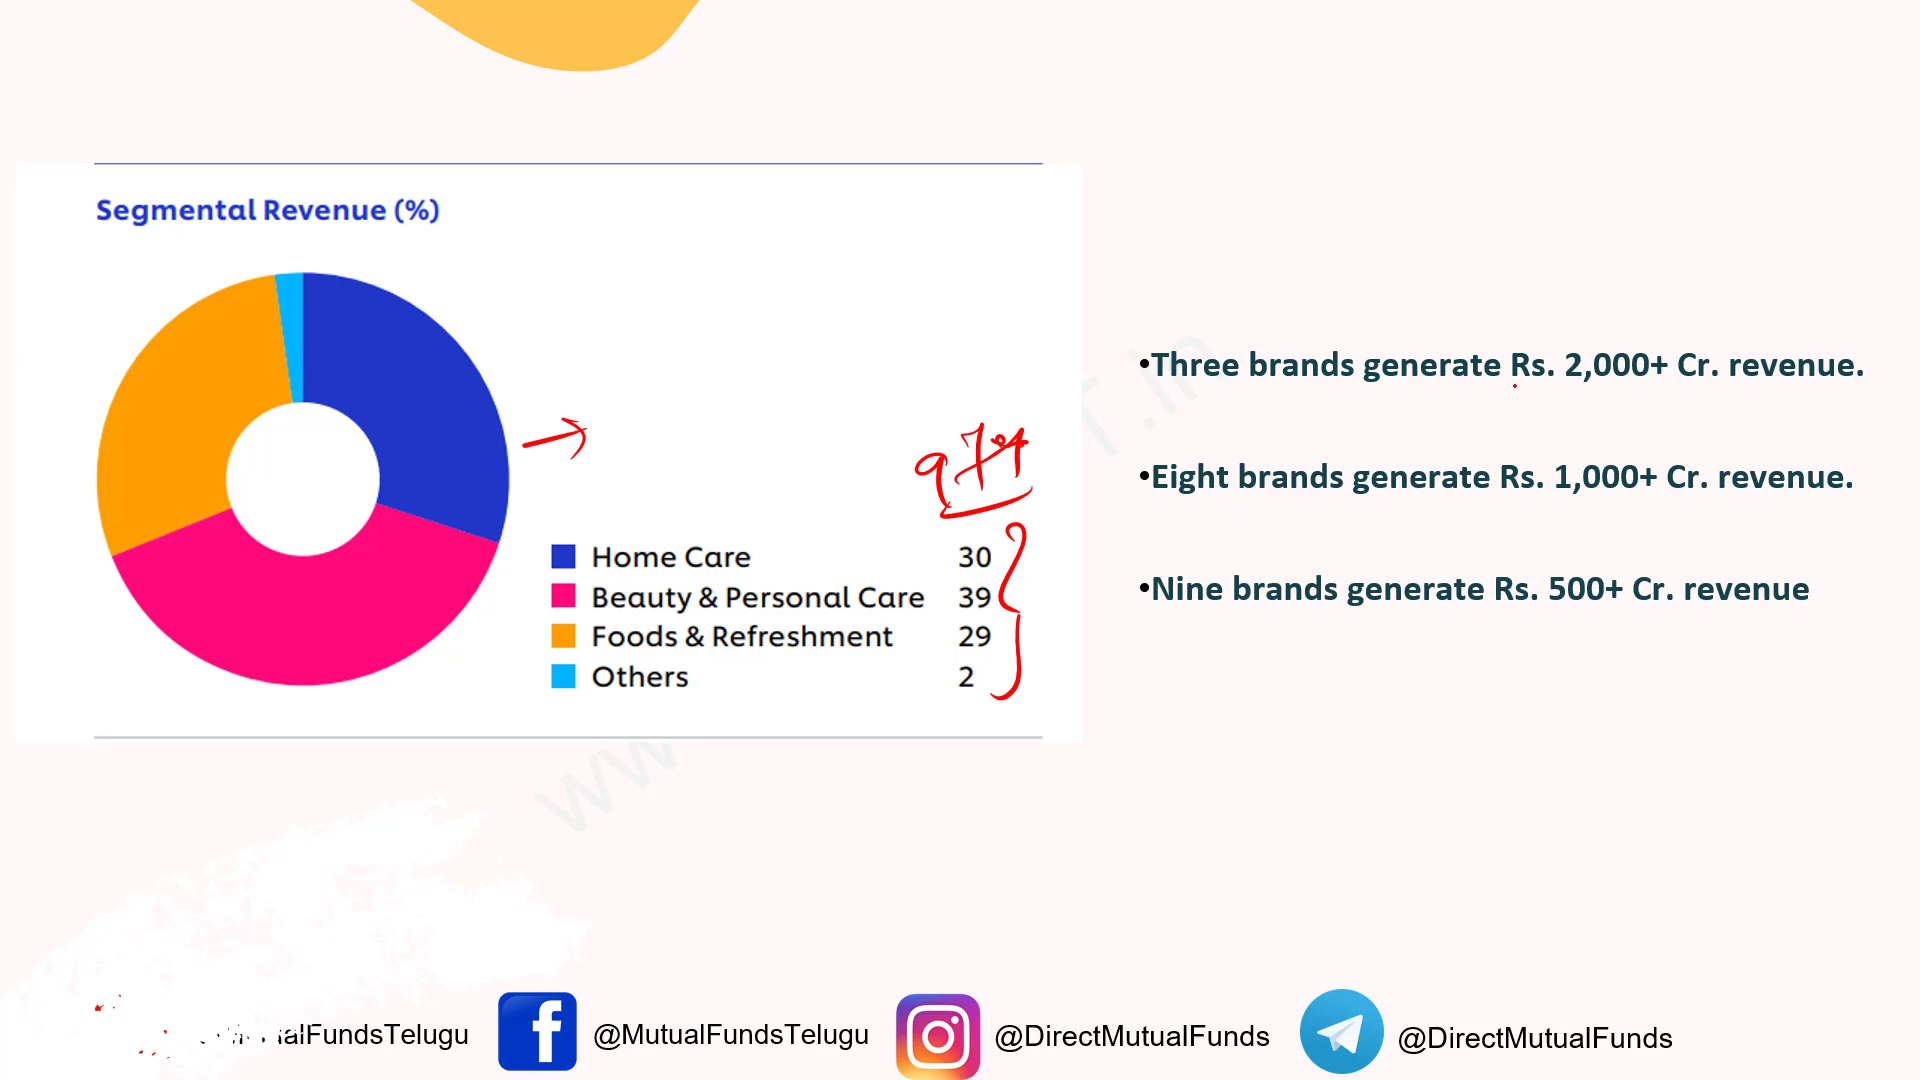 Segmental Revenue (%)
Home Care 30
Beauty & Personal Care 39
Foods & Refreshment 29
Others 2
•Three brands generate Rs. 2,000+ Cr. revenue.
•Eight brands generate Rs. 1,000+ Cr. revenue.
•Nine brands generate Rs. 500+ Cr. revenue
@MutualFundsTelugu
@DirectMutualFunds
@DirectMutualFunds